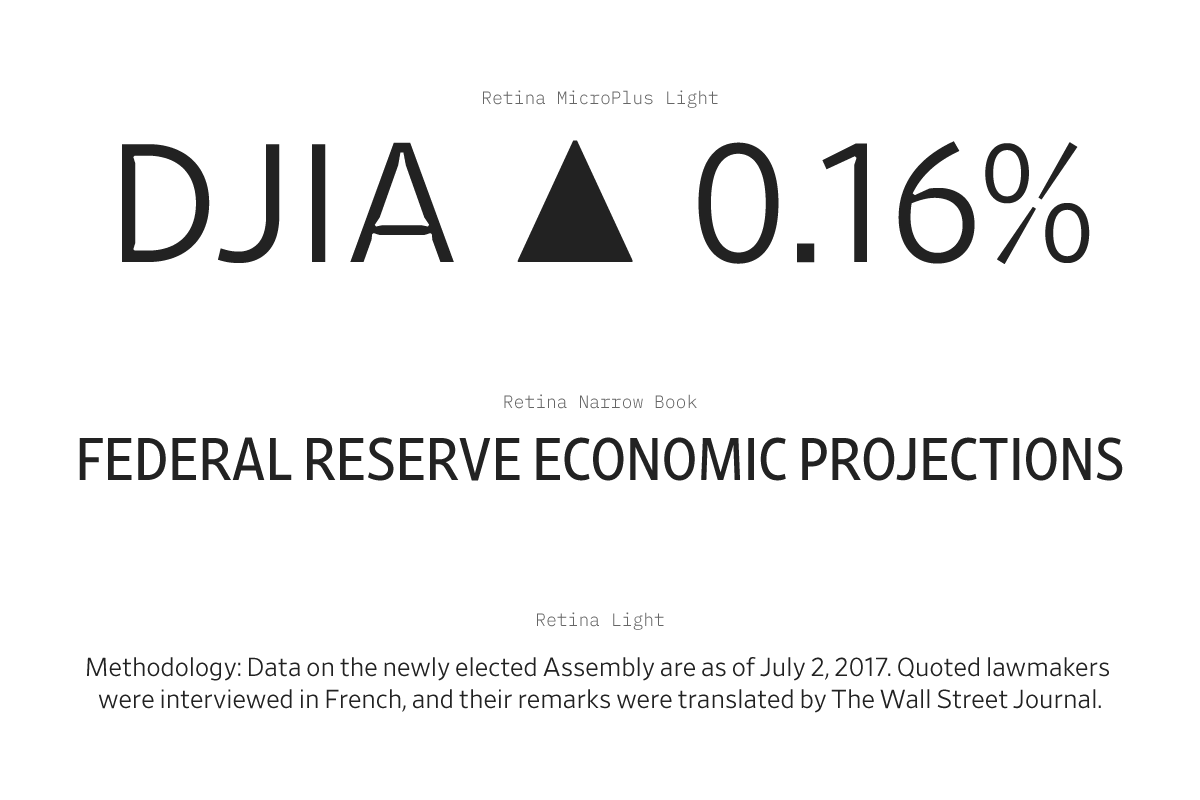 Retina MicroPlus Light
DJIA ▲ 0.16%
Retina Narrow Book
FEDERAL RESERVE ECONOMIC PROJECTIONS
Retina Light
Methodology: Data on the newly elected Assembly are as of July 2, 2017. Quoted lawmakers
were interviewed in French, and their remarks were translated by The Wall Street Journal.